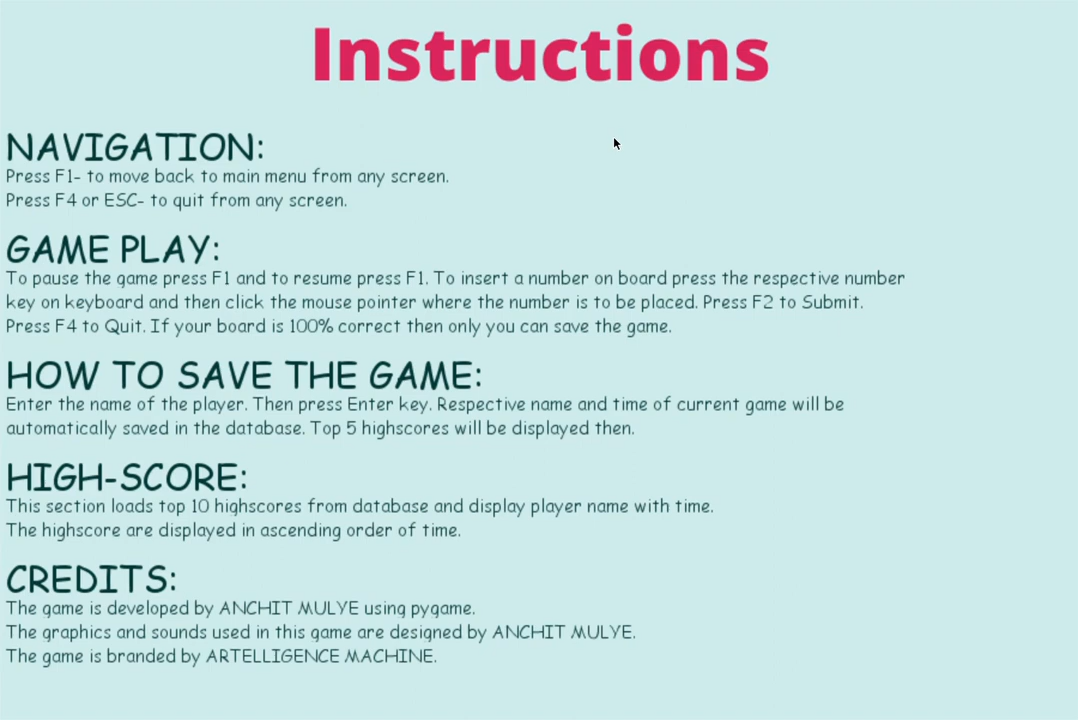 Instructions
NAVIGATION:
Press F1- to move back to main menu from any screen.
Press F4 or ESC- to quit from any screen.
GAME PLAY:
To pause the game press F1 and to resume press F1. To insert a number on board press the respective number
key on keyboard and then click the mouse pointer where the number is to be placed. Press F2 to Submit.
Press F4 to Quit. If your board is 100% correct then only you can save the game.
HOW TO SAVE THE GAME:
Enter the name of the player. Then press Enter key. Respective name and time of current game will be
automatically saved in the database. Top 5 highscores will be displayed then.
HIGH-SCORE:
This section loads top 10 highscores from database and display player name with time.
The highscore are displayed in ascending order of time.
CREDITS:
The game is developed by ANCHIT MULYE using pygame.
The graphics and sounds used in this game are designed by ANCHIT MULYE.
The game is branded by ARTELLIGENCE MACHINE.